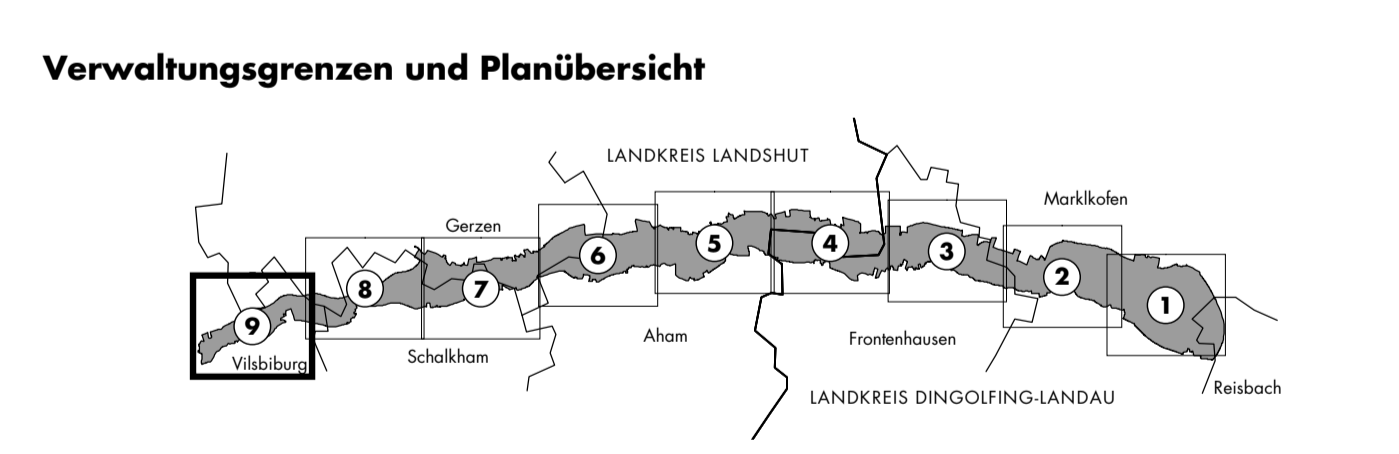 Verwaltungsgrenzen und Planübersicht
LANDKREIS LANDSHUT
Marklkofen
Gerzen
9
8
7
6
5
4
3
2
1
Vilsbiburg
Schalkham
Aham
Frontenhausen
Reisbach
LANDKREIS DINGOLFING-LANDAU